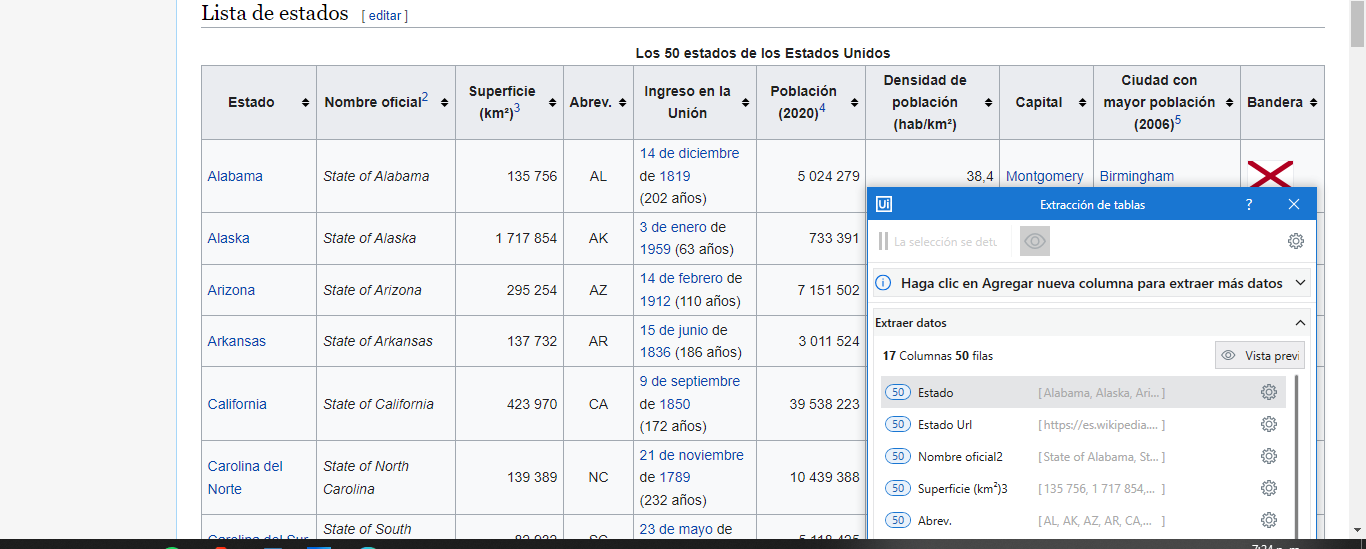 Lista de estados [ editar ]
Los 50 estados de los Estados Unidos
Estado
Nombre oficial2
Superficie
(km²)3
Abrev.
Ingreso en la
Unión
Población
(2020)4
Densidad de
población
(hab/km²)
Capital
Ciudad con
mayor población
(2006)5
Bandera
Alabama
State of Alabama
135 756
AL
14 de diciembre
de 1819
(202 años)
5 024 279
38,4
Montgomery
Birmingham
Alaska
State of Alaska
1 717 854
AK
3 de enero de
1959 (63 años)
733 391
Arizona
State of Arizona
295 254
AZ
14 de febrero de
1912 (110 años)
7 151 502
Arkansas
State of Arkansas
137 732
AR
15 de junio de
1836 (186 años)
3 011 524
California
State of California
423 970
CA
9 de septiembre
de 1850
(172 años)
39 538 223
Carolina del
Norte
State of North
Carolina
139 389
NC
21 de noviembre
de 1789
(232 años)
10 439 388
Carolina del Sur
State of South
23 de mayo de
Ui
Extracción de tablas
?
La selección se detu
Haga clic en Agregar nueva columna para extraer más datos
Extraer datos
17 Columnas 50 filas
Vista previ
50 Estado [ Alabama, Alaska, Ari... ]
50 Estado Url [ https://es.wikipedia.... ]
50 Nombre oficial2 [ State of Alabama, St... ]
50 Superficie (km²)3 [ 135 756, 1 717 854,... ]
50 Abrev. [ AL, AK, AZ, AR, CA,... ]